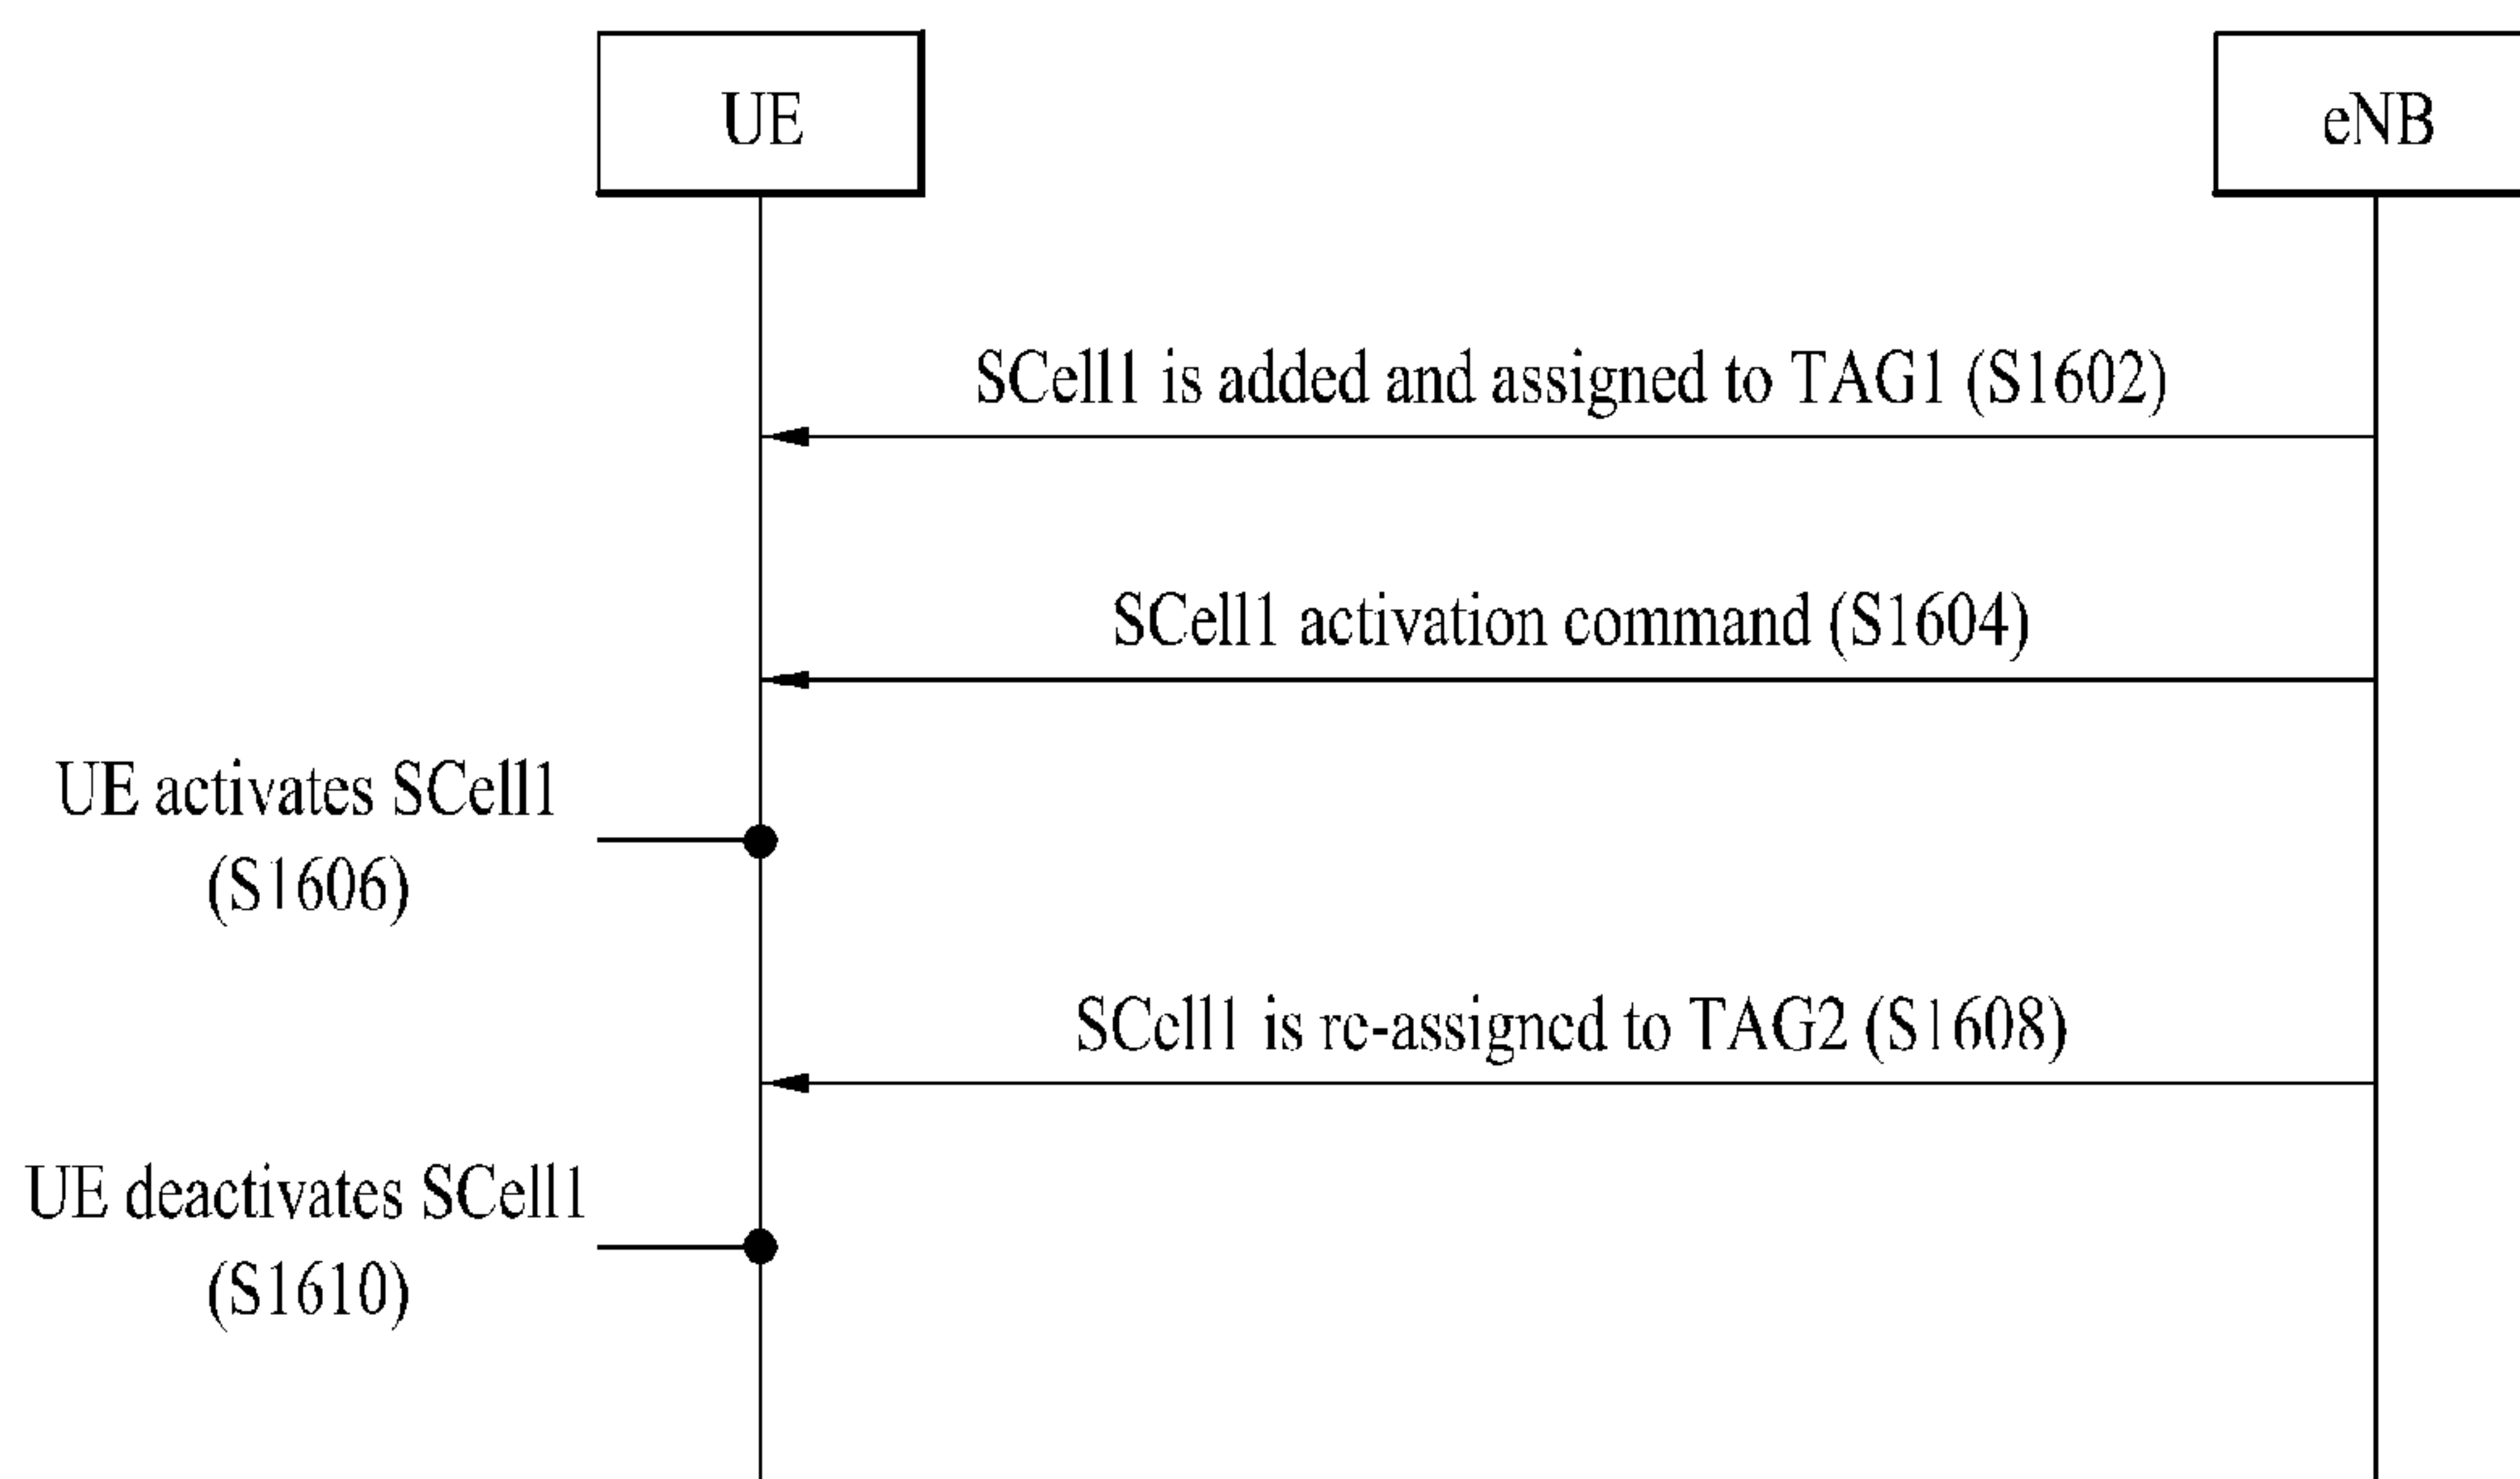 UE
eNB
SCell1 is added and assigned to TAG1 (S1602)
SCell1 activation command (S1604)
UE activates SCell1
(S1606)
SCell1 is re-assigned to TAG2 (S1608)
UE deactivates SCell1
(S1610)